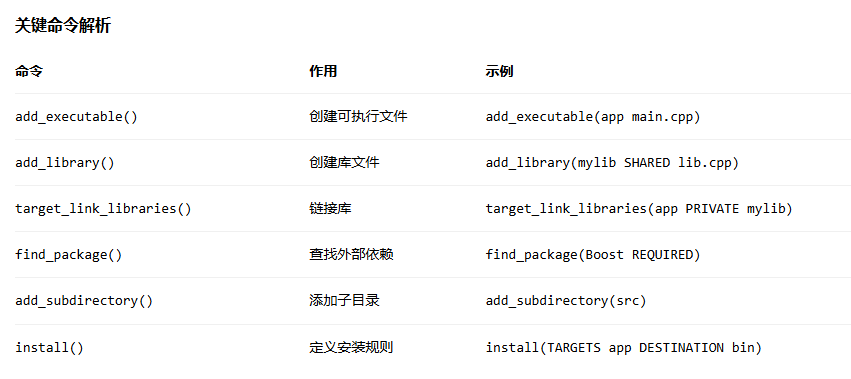 关键命令解析
命令 作用 示例
add_executable() 创建可执行文件 add_executable(app main.cpp)
add_library() 创建库文件 add_library(mylib SHARED lib.cpp)
target_link_libraries() 链接库 target_link_libraries(app PRIVATE mylib)
find_package() 查找外部依赖 find_package(Boost REQUIRED)
add_subdirectory() 添加子目录 add_subdirectory(src)
install() 定义安装规则 install(TARGETS app DESTINATION bin)